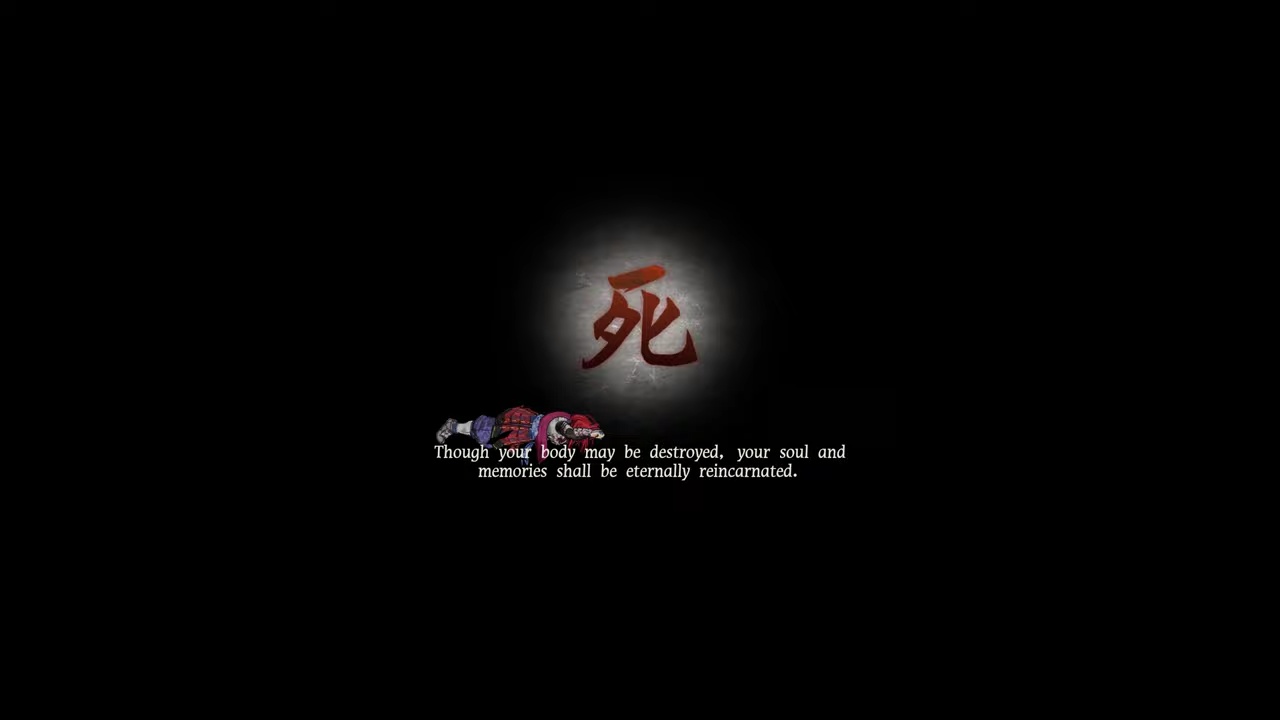 死
Though your body may be destroyed, your soul and
memories shall be eternally reincarnated.